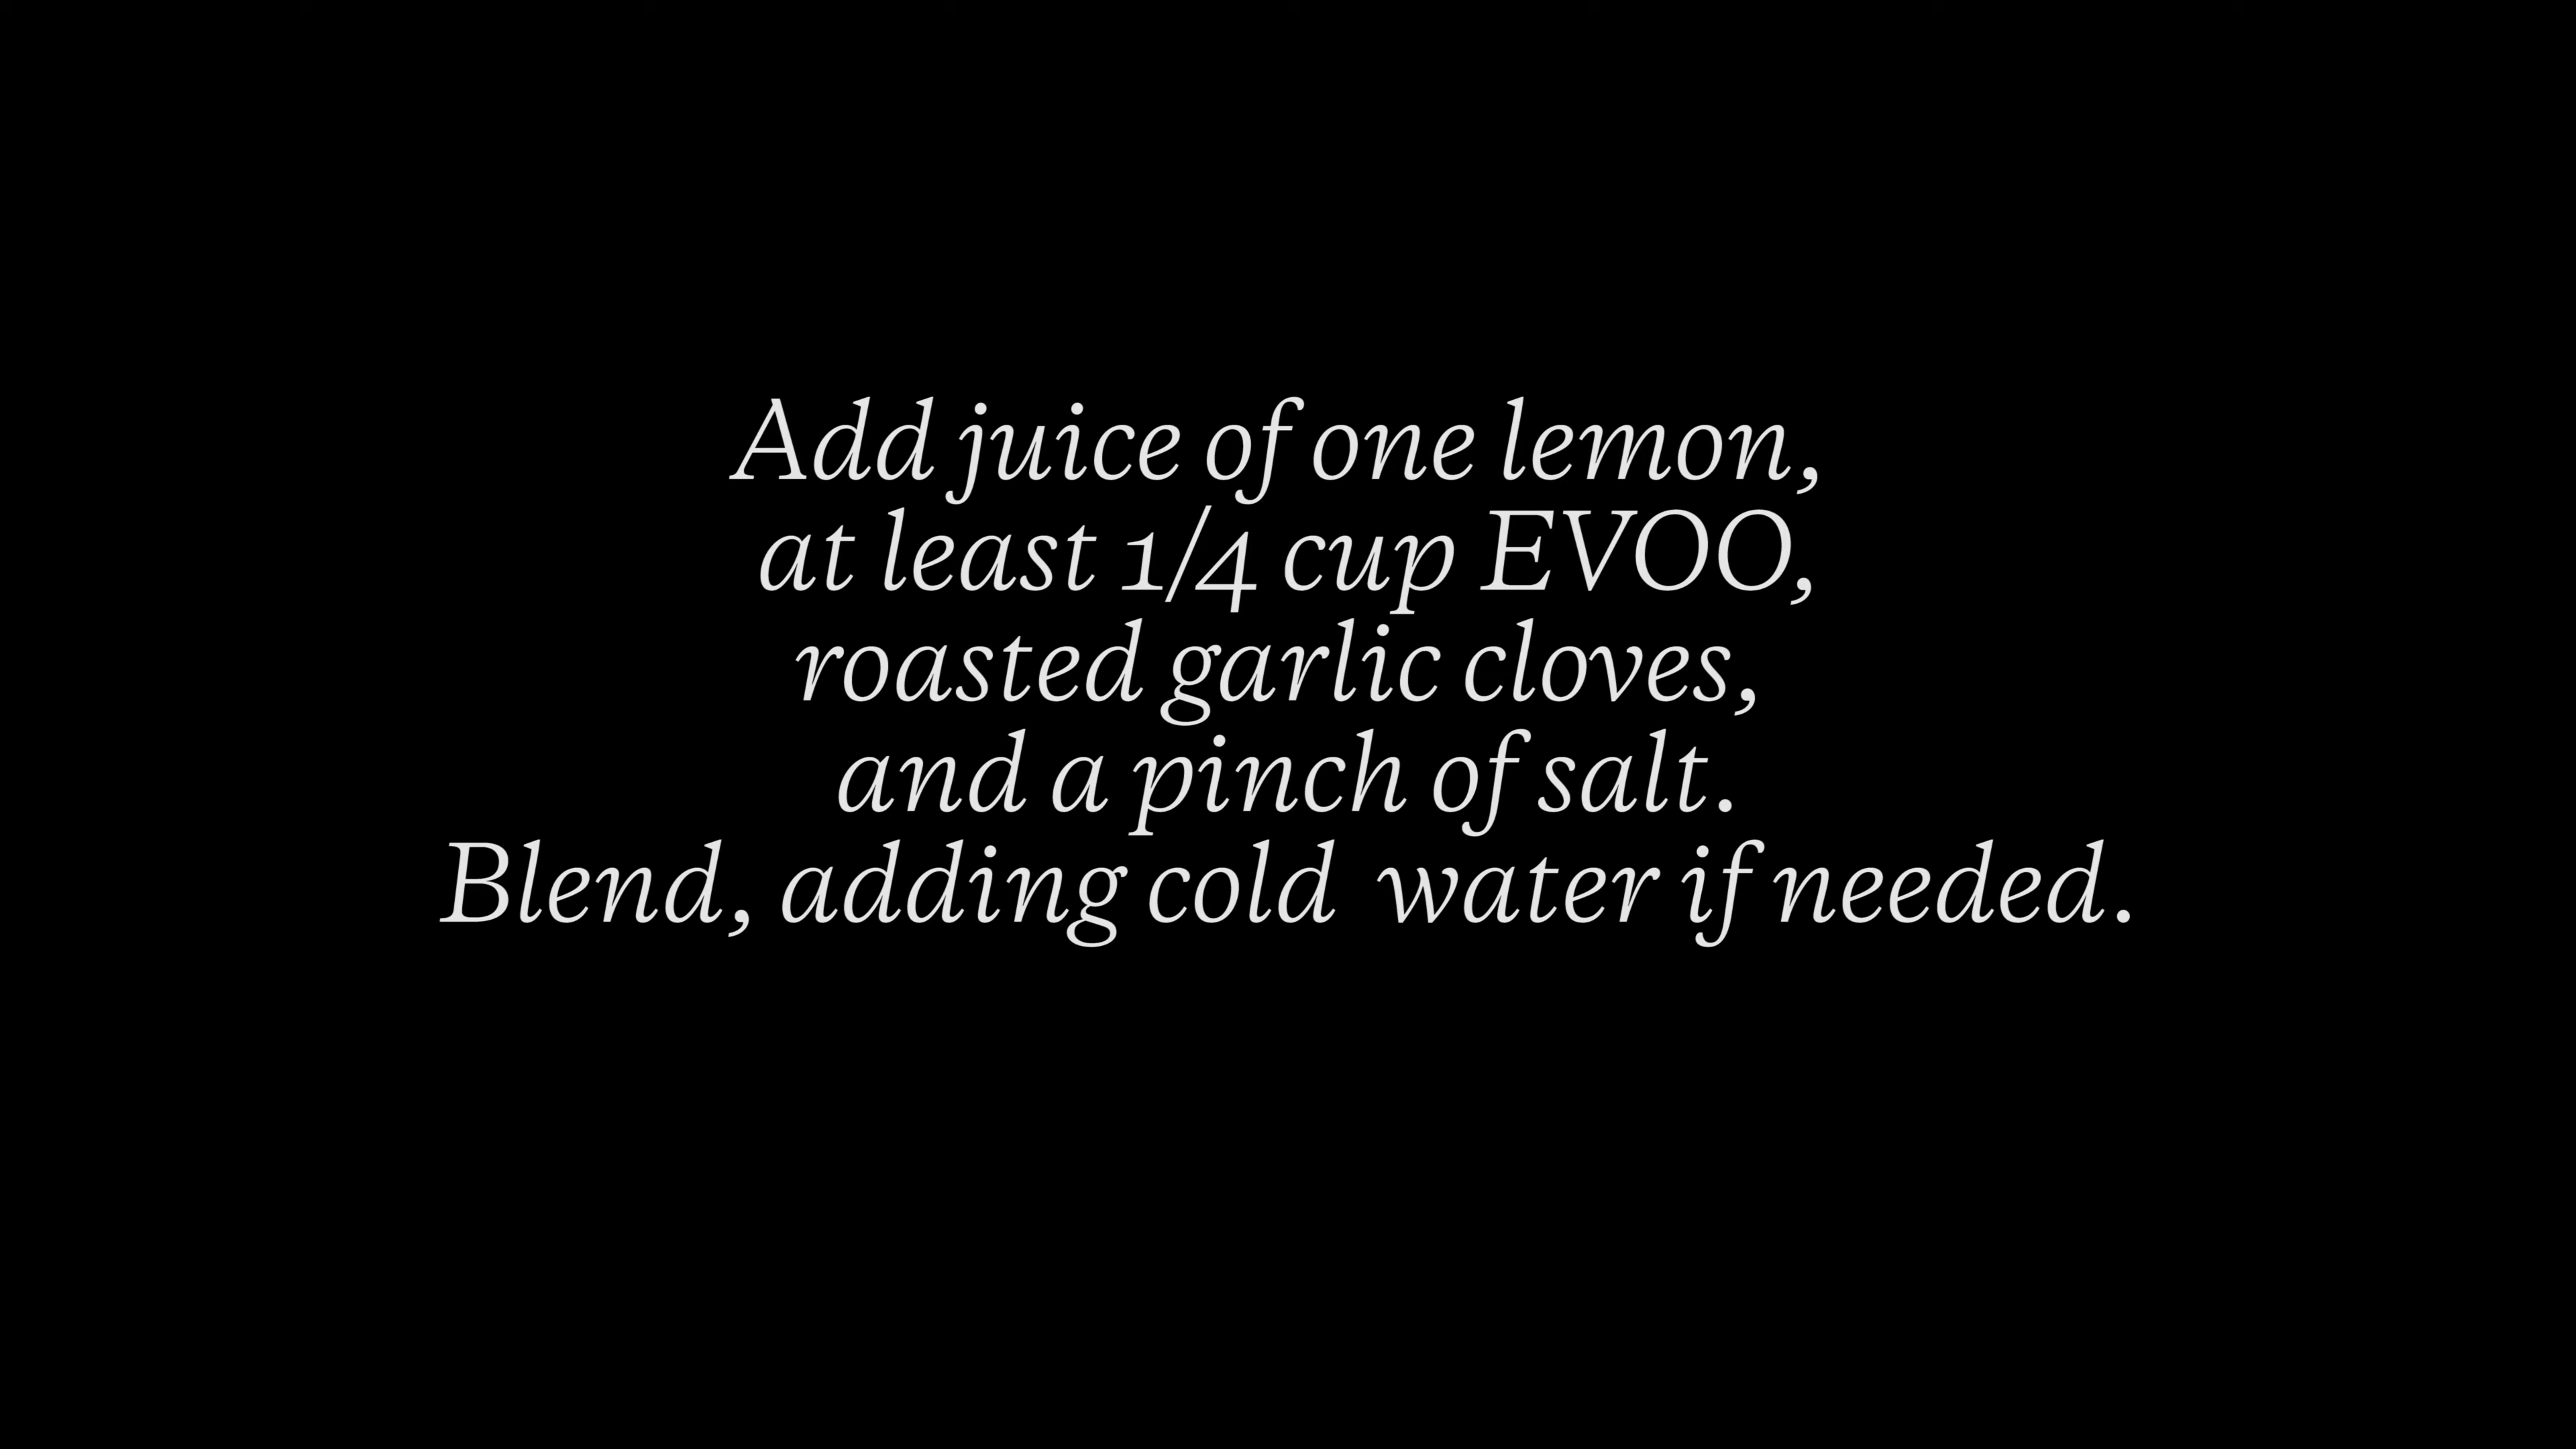 Add juice of one lemon,
at least 1/4 cup EVOO,
roasted garlic cloves,
and a pinch of salt.
Blend, adding cold  water if needed.